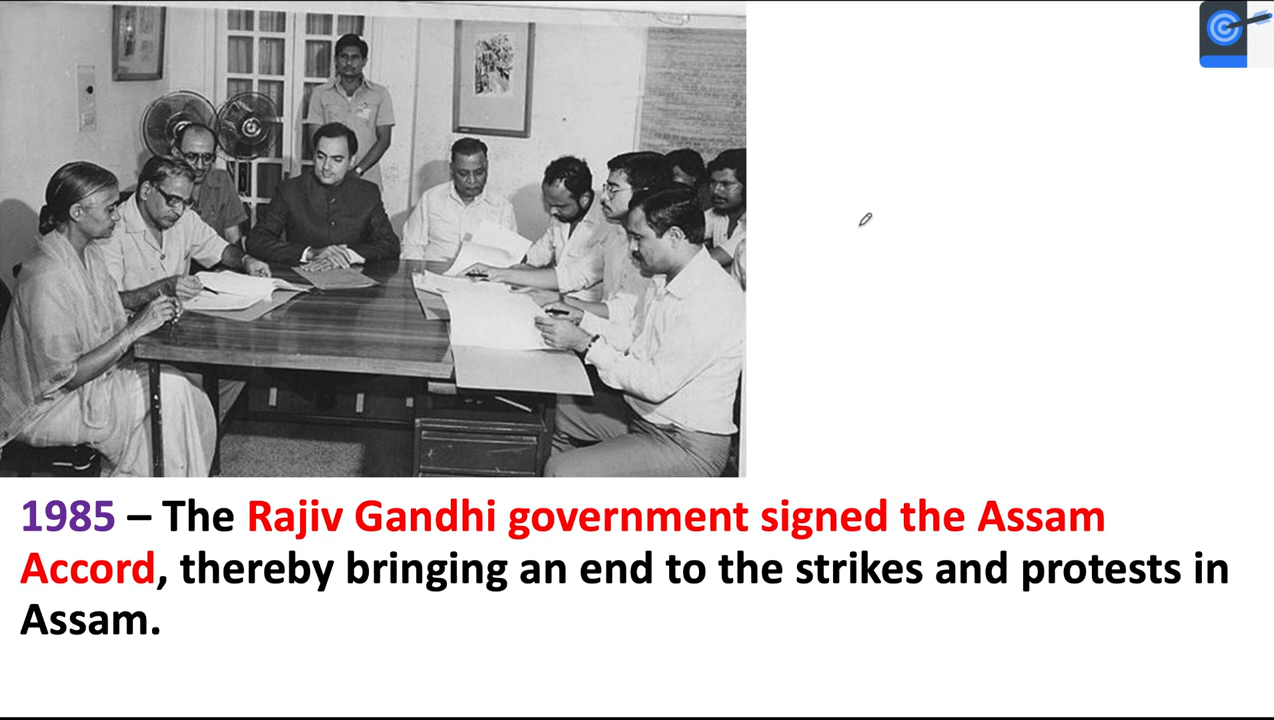 1985 – The Rajiv Gandhi government signed the Assam
Accord, thereby bringing an end to the strikes and protests in
Assam.